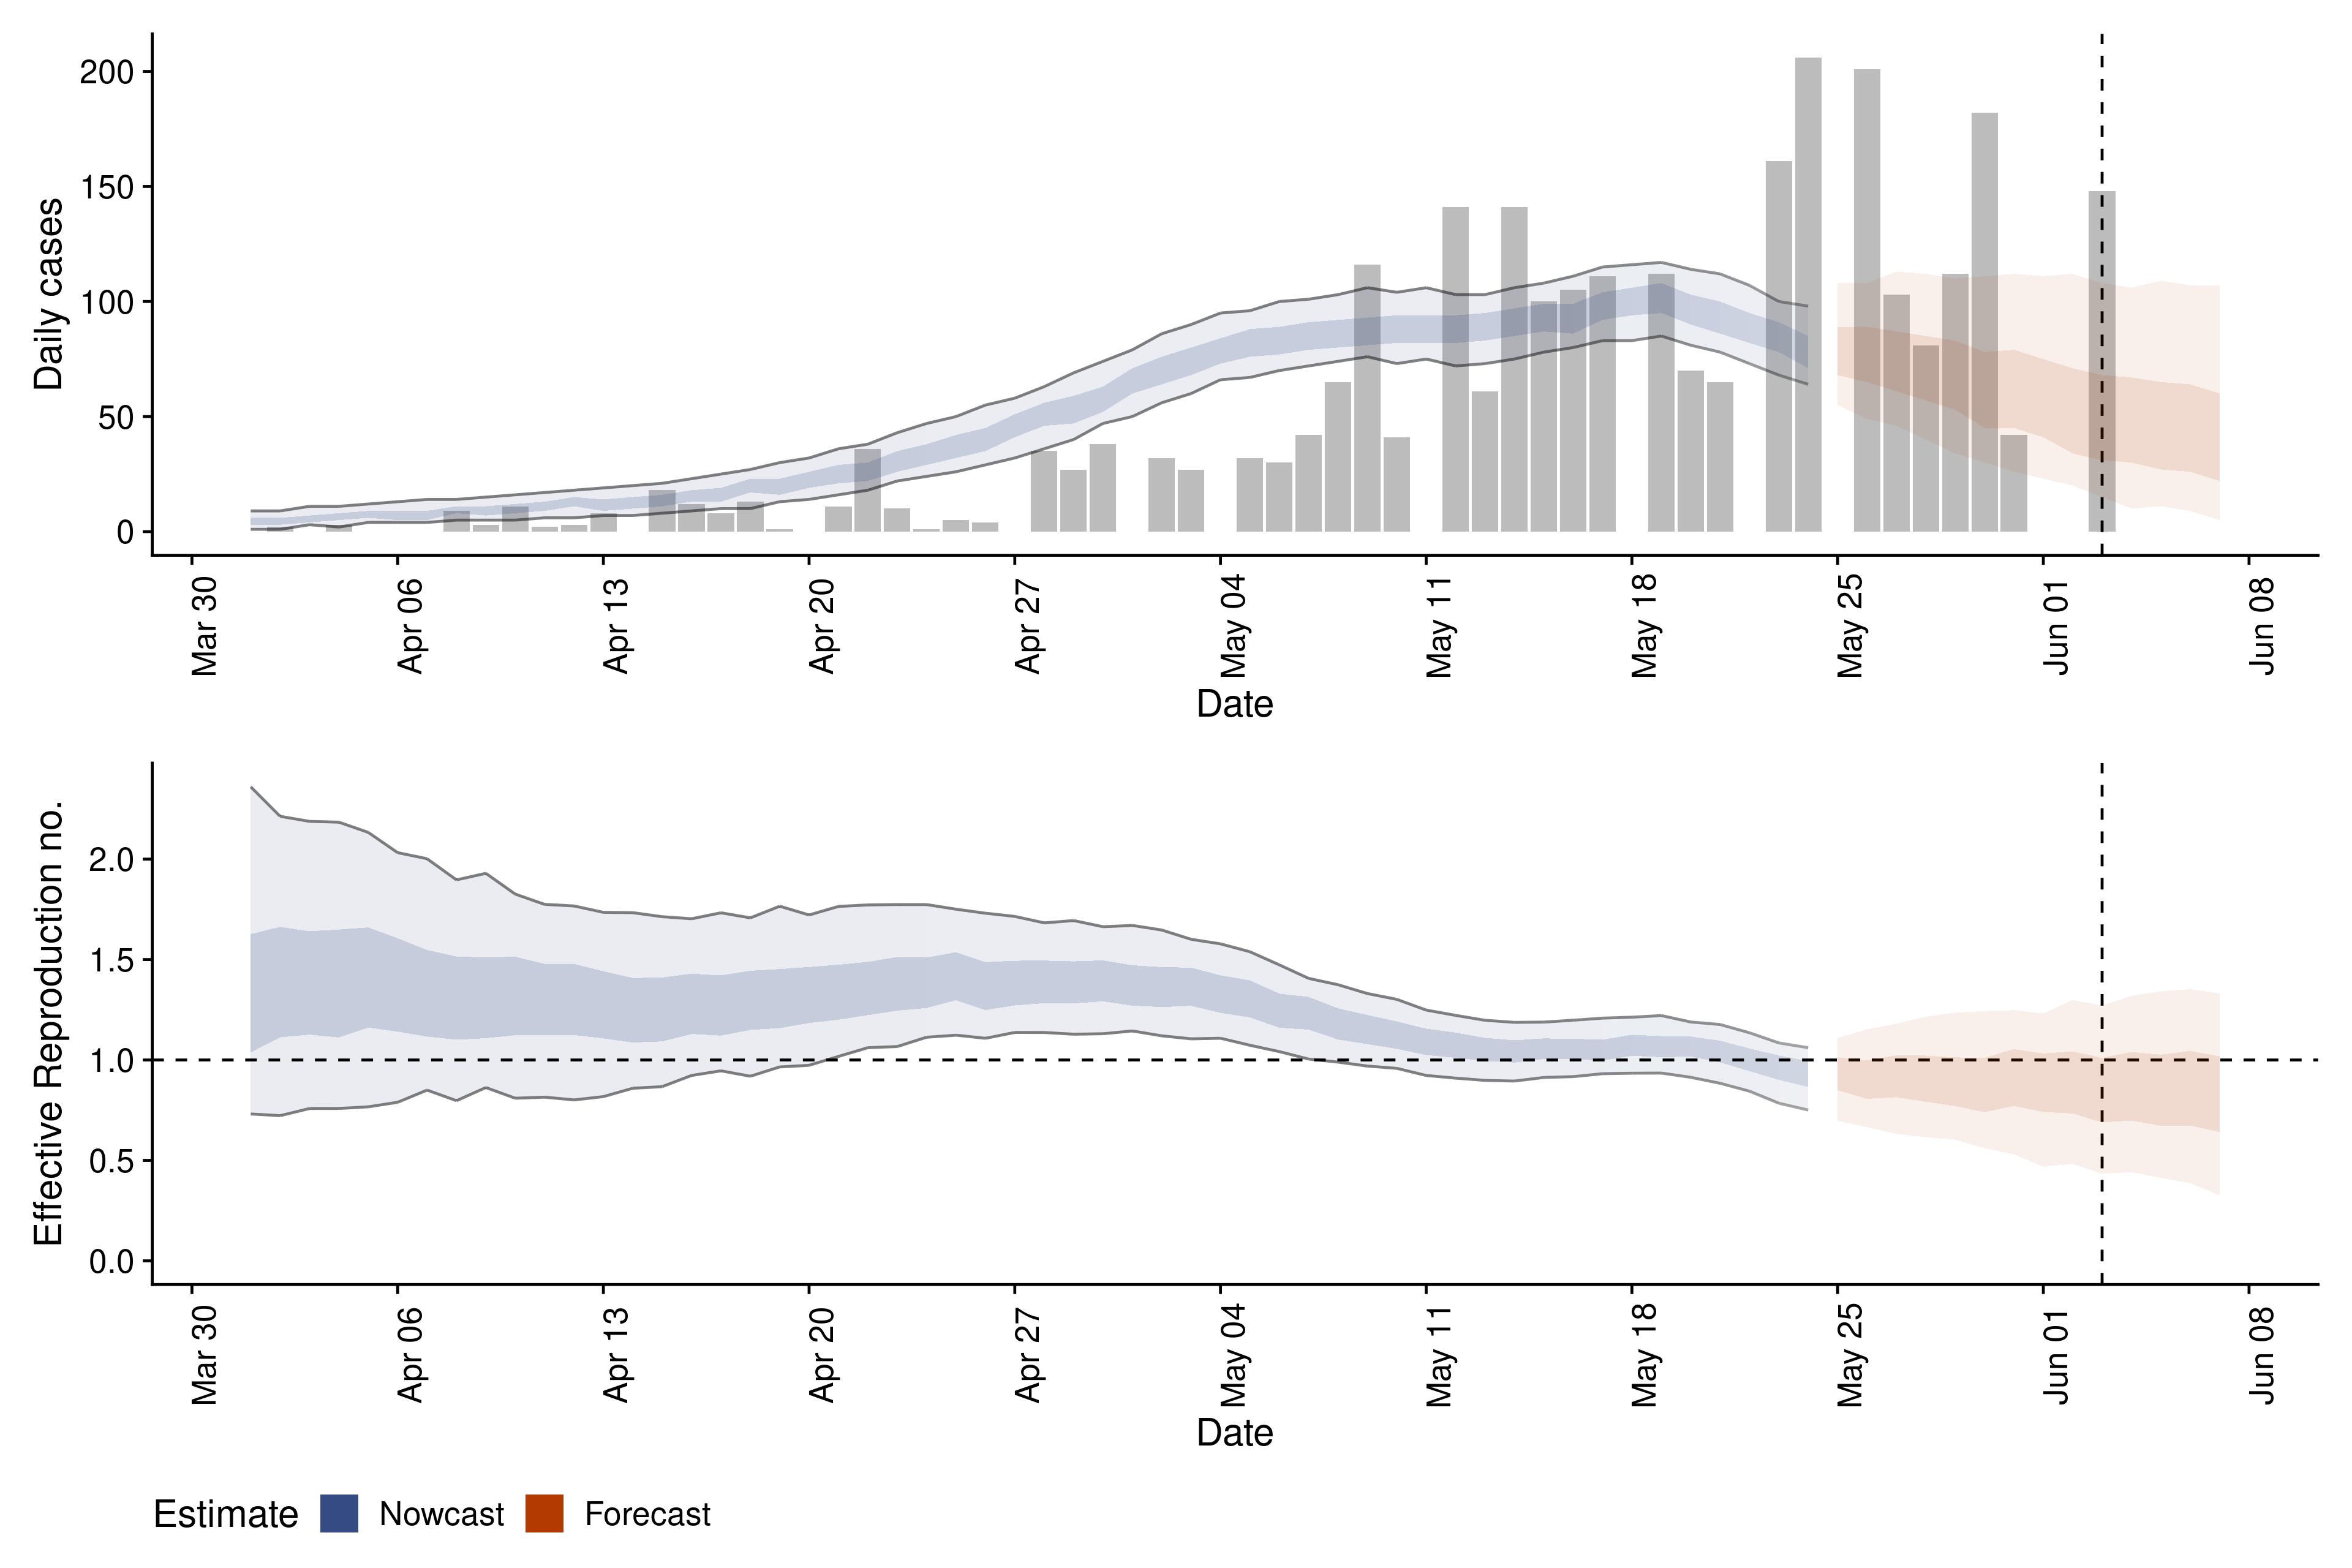 Daily cases
200
150
100
50
0
Mar 30
Apr 06
Apr 13
Apr 20
Apr 27
May 04
May 11
May 18
May 25
Jun 01
Jun 08
Date
Effective Reproduction no.
2.0
1.5
1.0
0.5
0.0
Mar 30
Apr 06
Apr 13
Apr 20
Apr 27
May 04
May 11
May 18
May 25
Jun 01
Jun 08
Date
Estimate Nowcast Forecast